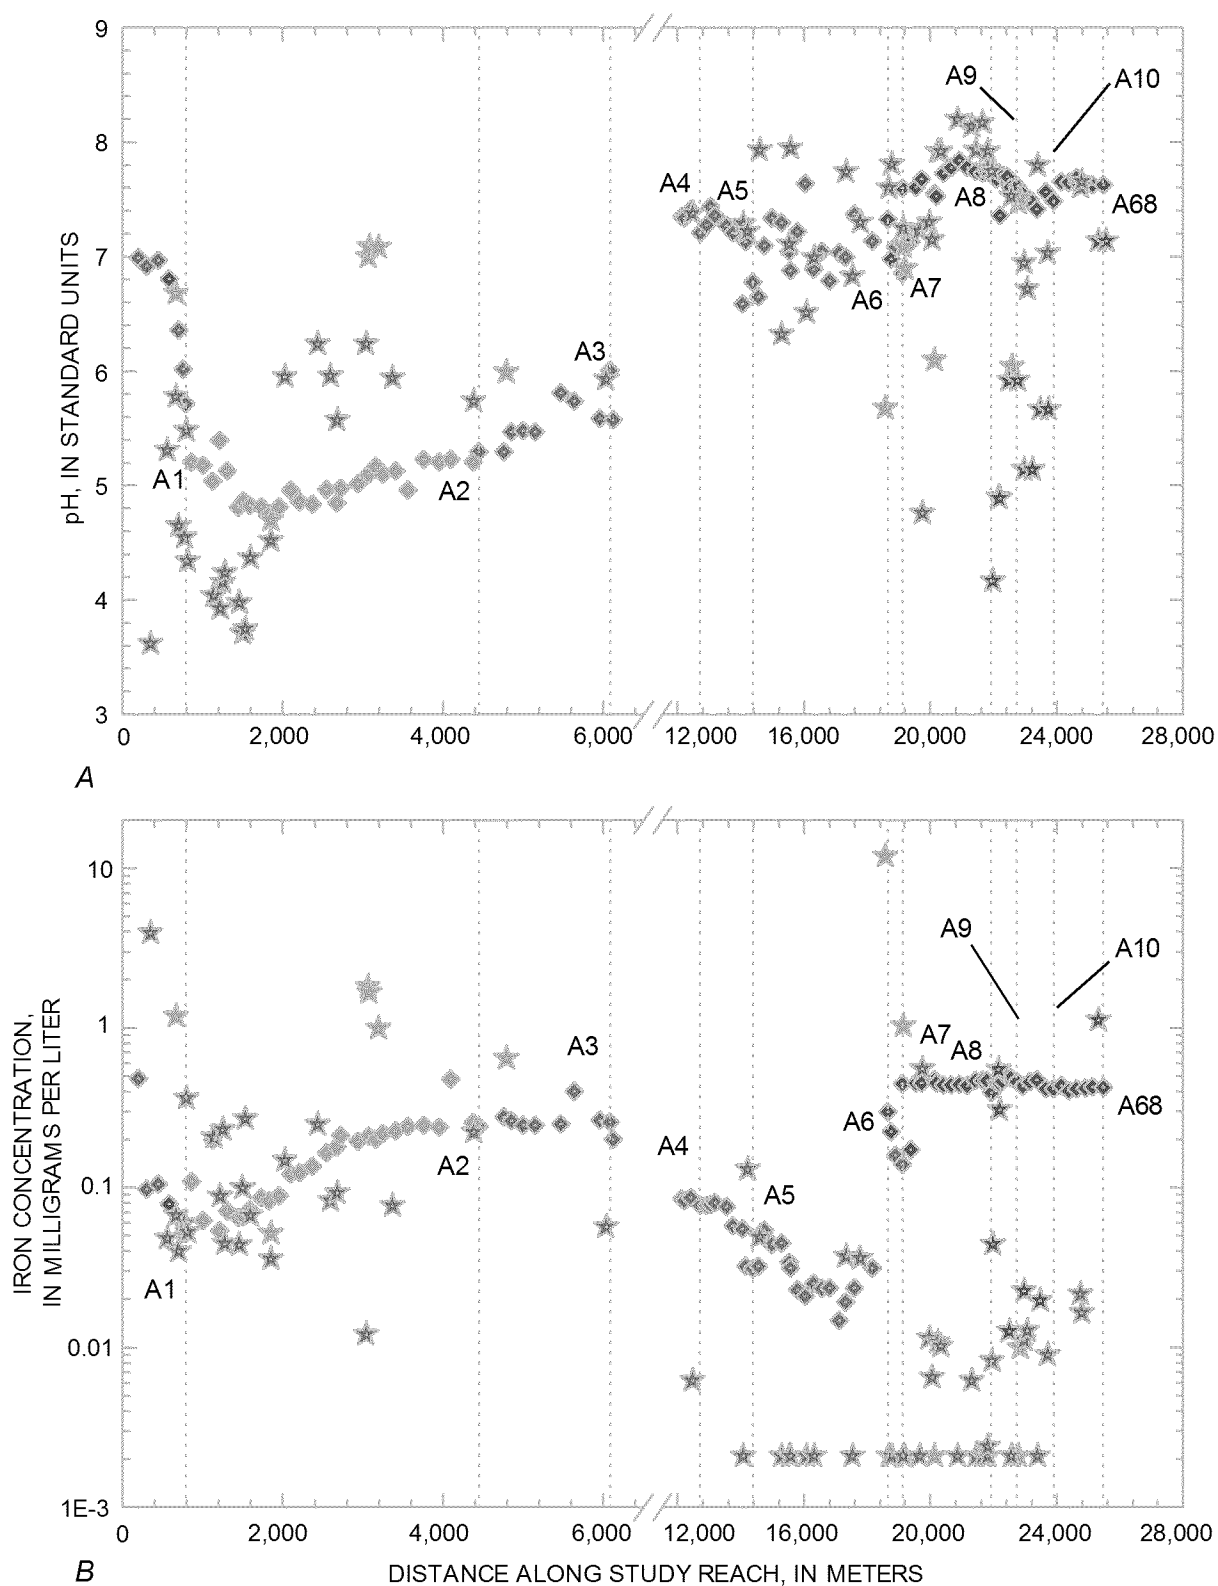 9
8
7
6
5
4
3
pH, IN STANDARD UNITS
A9
A10
A4
A5
A8
A68
A7
A6
A3
A1
A2
0
2,000
4,000
6,000
12,000
16,000
20,000
24,000
28,000
A
10
1
0.1
0.01
1E-3
IRON CONCENTRATION,
IN MILLIGRAMS PER LITER
A9
A10
A7
A8
A3
A68
A6
A4
A2
A5
A1
0
2,000
4,000
6,000
12,000
16,000
20,000
24,000
28,000
B
DISTANCE ALONG STUDY REACH, IN METERS